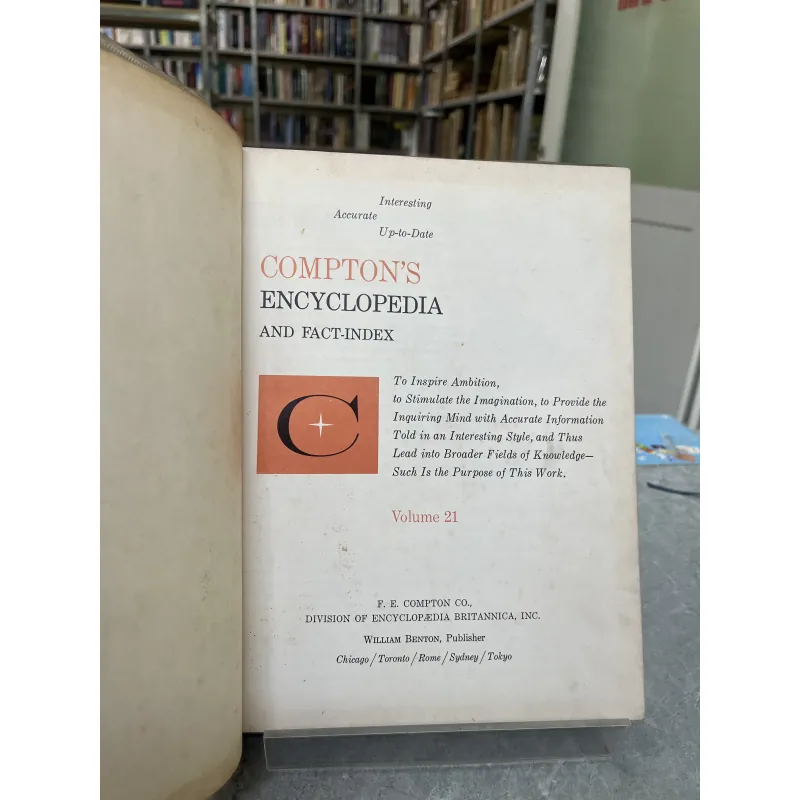 Interesting
Accurate
Up-to-Date
COMPTON'S
ENCYCLOPEDIA
AND FACT-INDEX
C
To Inspire Ambition,
to Stimulate the Imagination, to Provide the
Inquiring Mind with Accurate Information
Told in an Interesting Style, and Thus
Lead into Broader Fields of Knowledge—
Such Is the Purpose of This Work.
Volume 21
F. E. COMPTON CO.,
DIVISION OF ENCYCLOPÆDIA BRITANNICA, INC.
WILLIAM BENTON, Publisher
Chicago / Toronto / Rome / Sydney / Tokyo